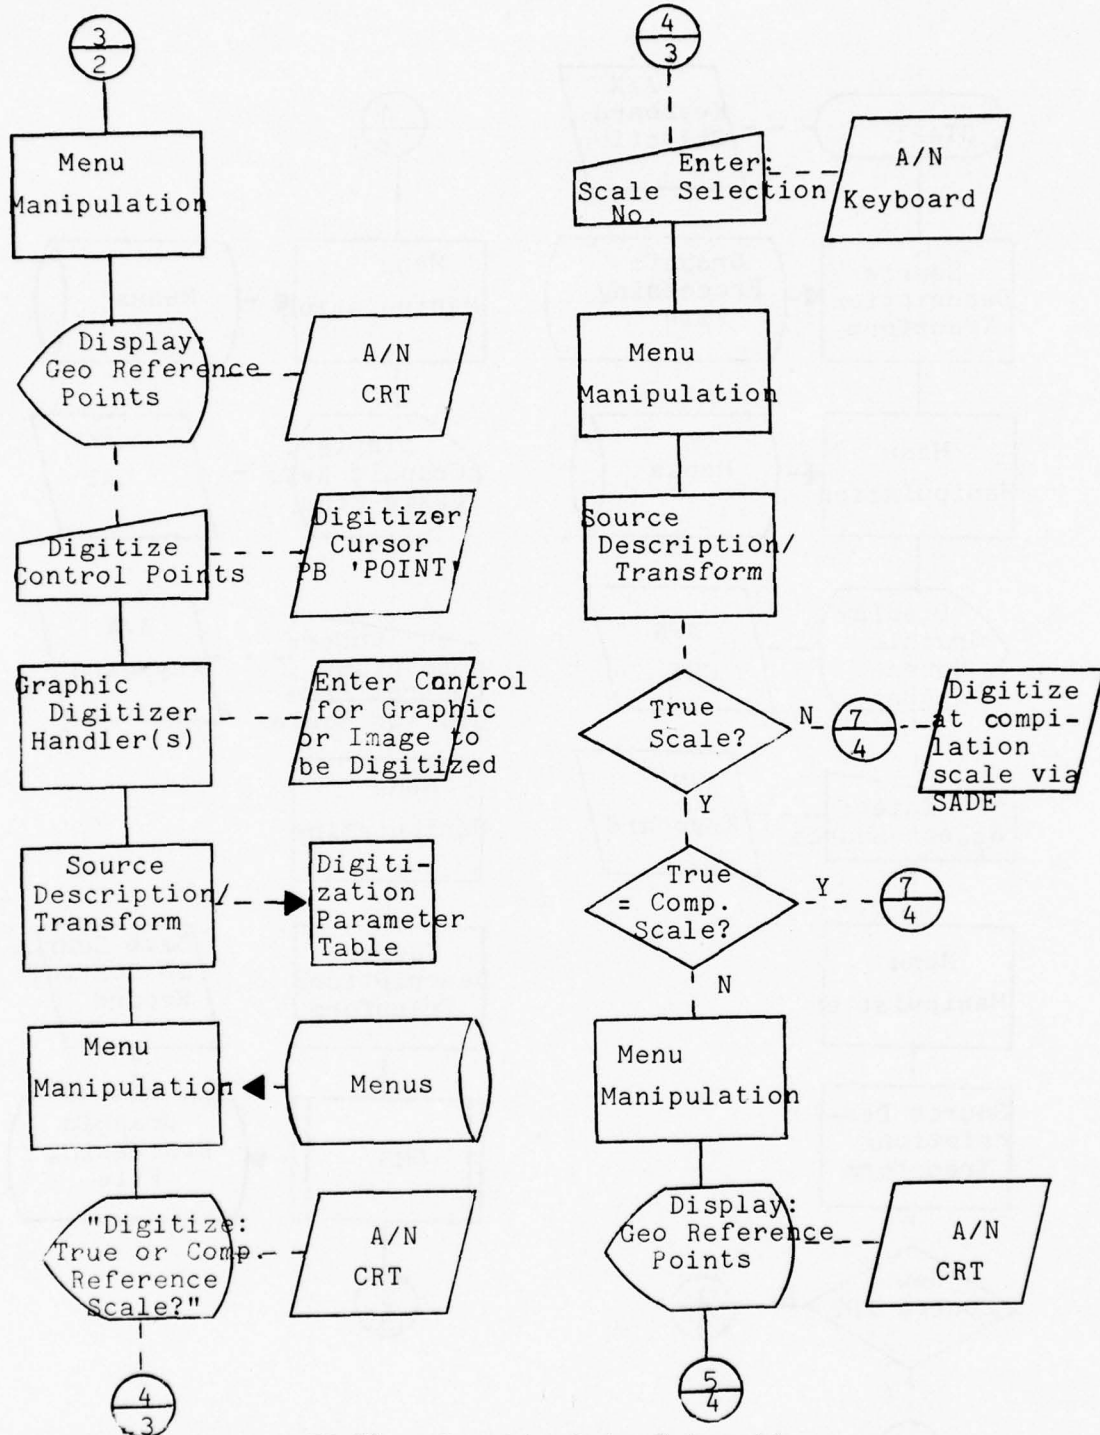 3
2
Menu
Manipulation
Display:
Geo Reference
Points
A/N
CRT
Digitize
Control Points
Digitizer
Cursor
PB 'POINT'
Graphic
Digitizer
Handler(s)
Enter Control
for Graphic
or Image to
be Digitized
Source
Description/
Transform
Digiti-
zation
Parameter
Table
Menu
Manipulation
Menus
"Digitize:
True or Comp.
Reference
Scale?"
A/N
CRT
4
3
4
3
Enter:
Scale Selection
No.
A/N
Keyboard
Menu
Manipulation
Source
Description/
Transform
True
Scale?
N
7
4
Digitize
at compi-
lation
scale via
SADE
Y
True
= Comp.
Scale?
Y
7
4
N
Menu
Manipulation
Display:
Geo Reference
Points
A/N
CRT
5
4